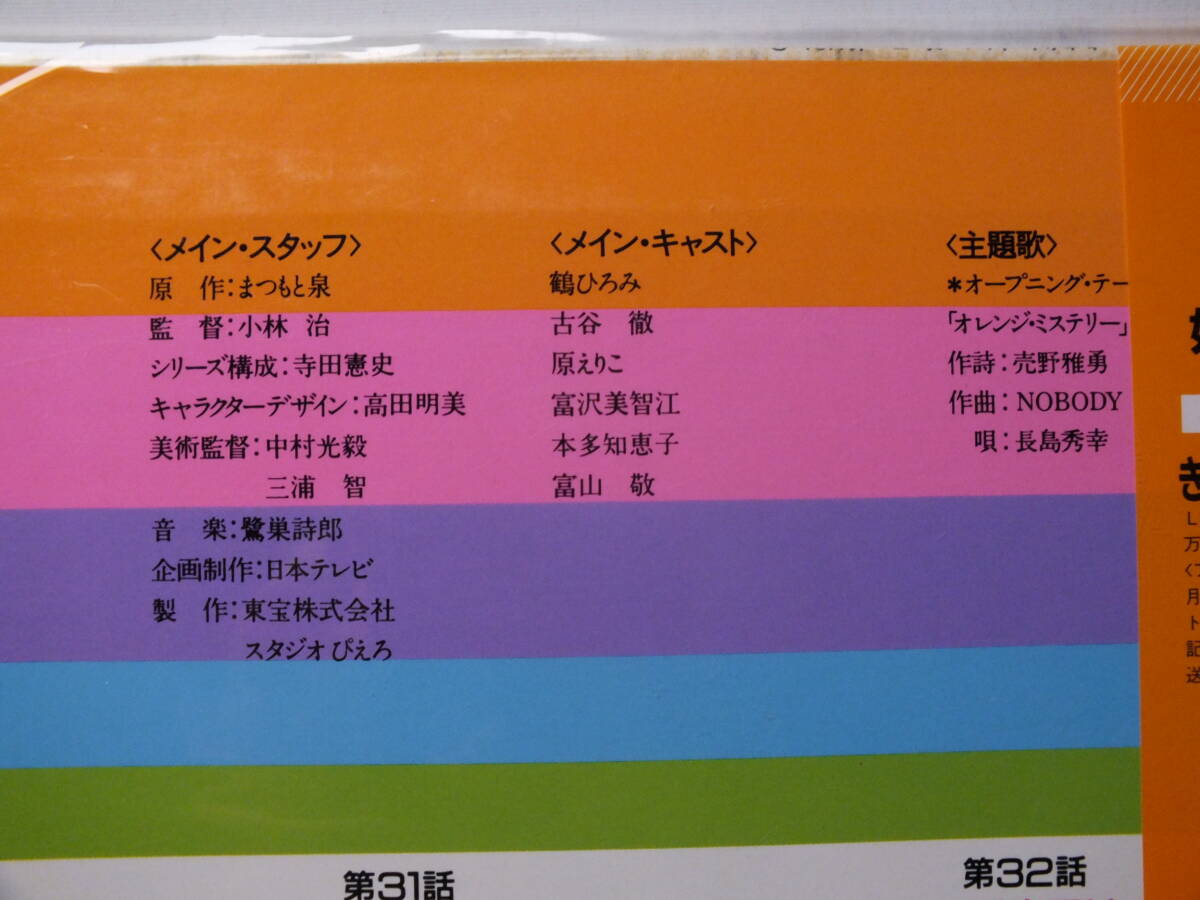 〈メイン・スタッフ〉
原　作：まつもと泉
監　督：小林　治
シリーズ構成：寺田憲史
キャラクターデザイン：高田明美
美術監督：中村光毅
三浦　智
音　楽：鷺巣詩郎
企画制作：日本テレビ
製　作：東宝株式会社
スタジオぴえろ
〈メイン・キャスト〉
鶴ひろみ
古谷　徹
原えりこ
富沢美智江
本多知恵子
富山　敬
〈主題歌〉
＊オープニング・テー
「オレンジ・ミステリー」
作詩：売野雅勇
作曲：NOBODY
唄：長島秀幸
第31話
第32話
き
L
万
月
ト
記
送